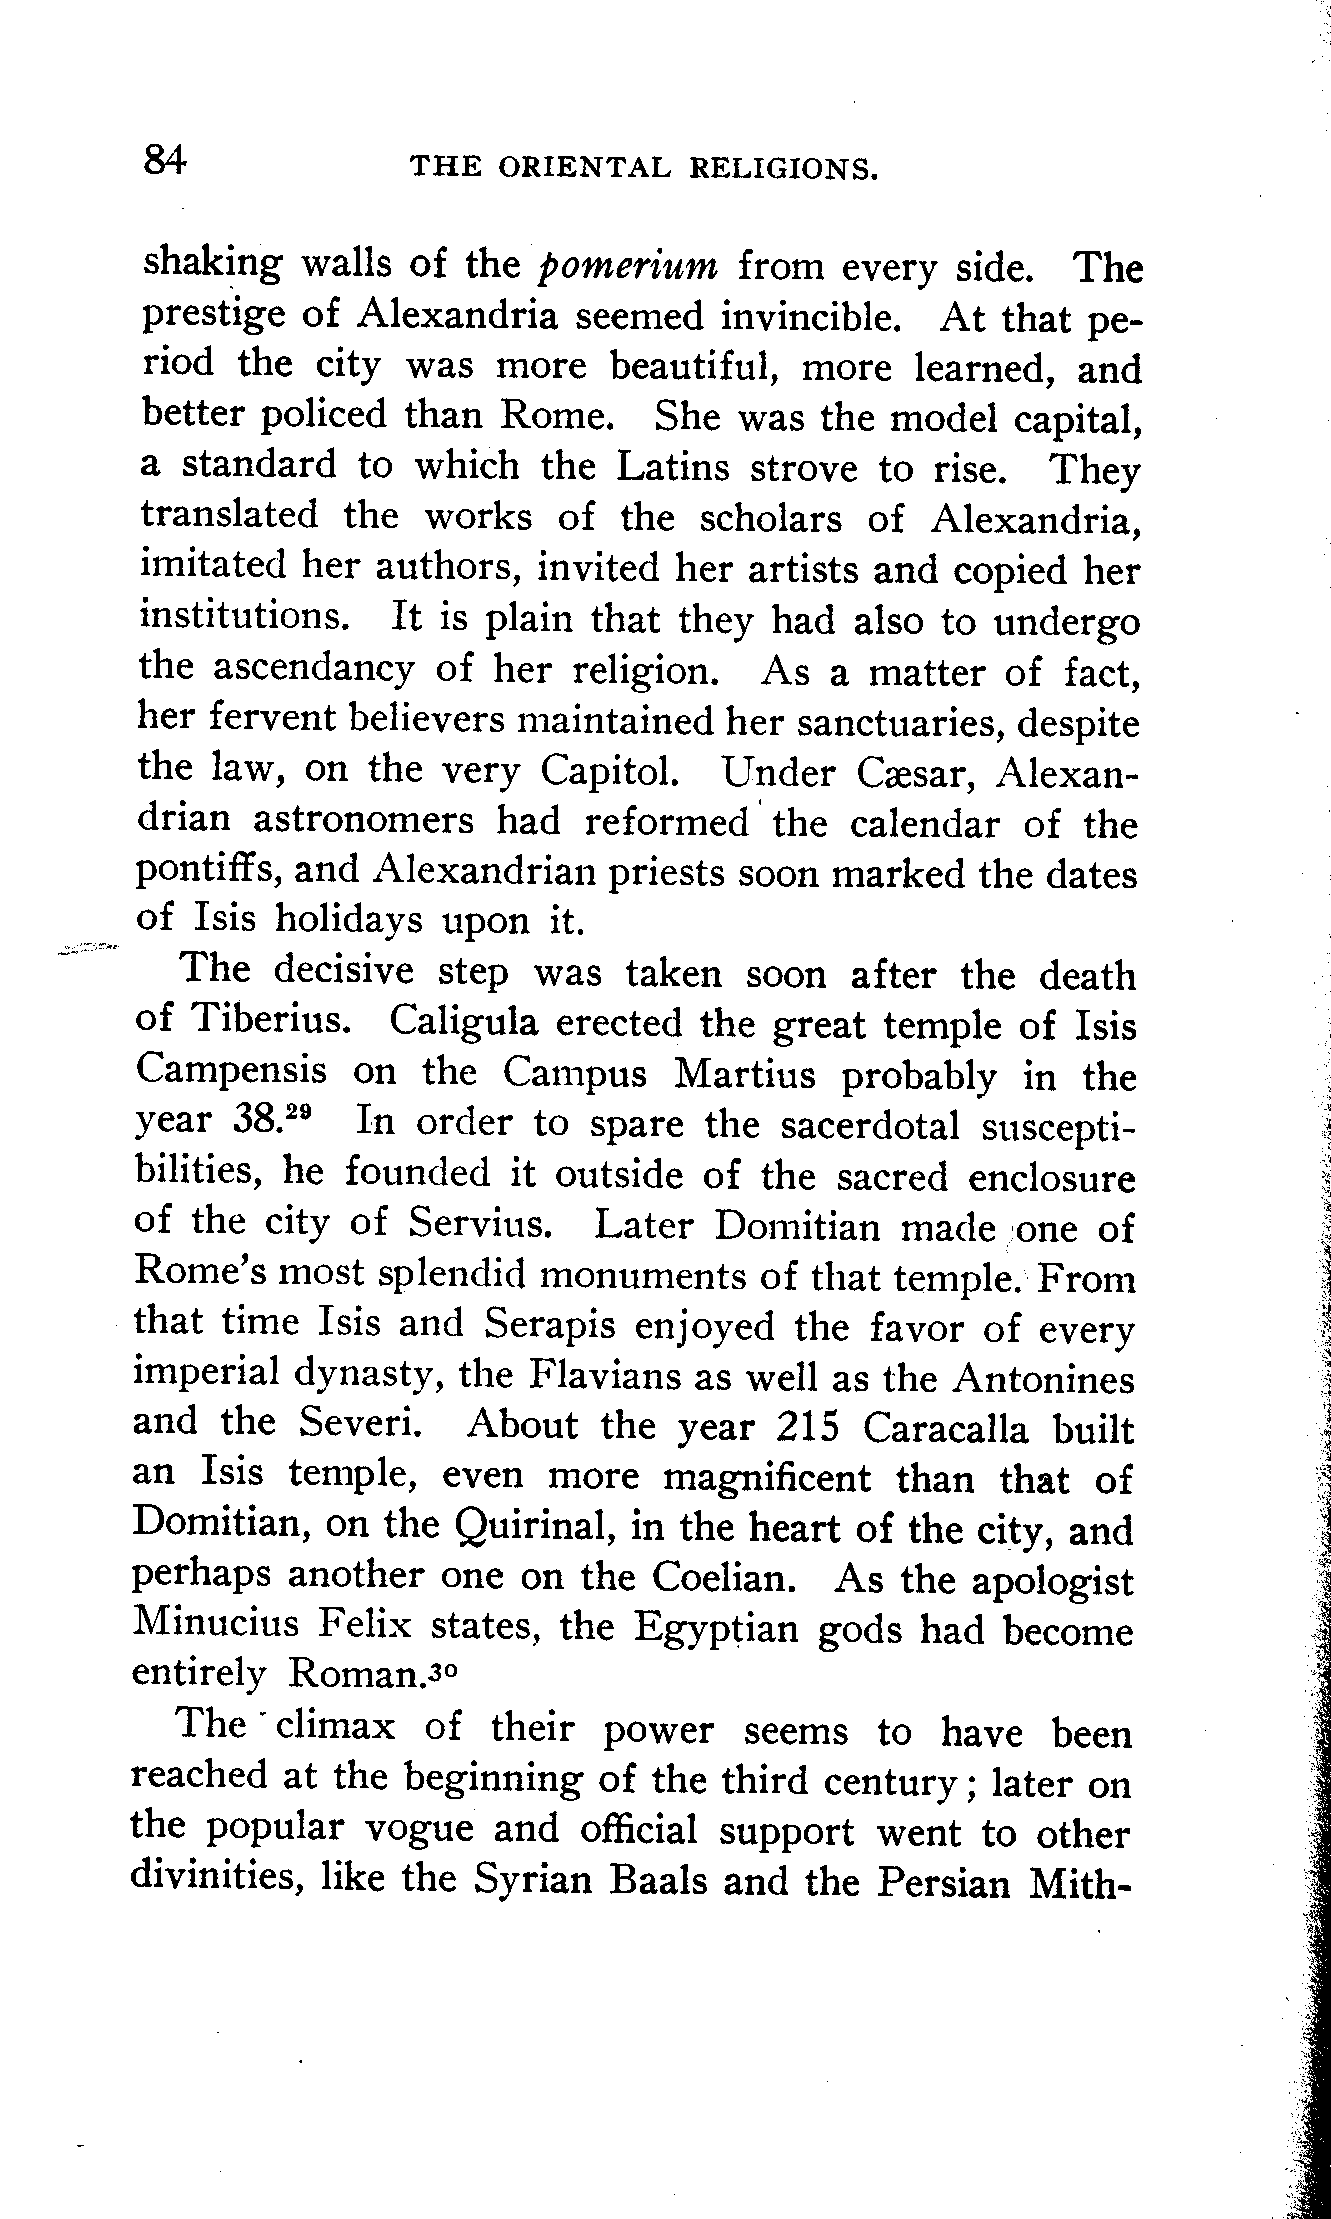 84 THE ORIENTAL RELIGIONS.
shaking walls of the pomerium from every side. The
prestige of Alexandria seemed invincible. At that pe-
riod the city was more beautiful, more learned, and
better policed than Rome. She was the model capital,
a standard to which the Latins strove to rise. They
translated the works of the scholars of Alexandria,
imitated her authors, invited her artists and copied her
institutions. It is plain that they had also to undergo
the ascendancy of her religion. As a matter of fact,
her fervent believers maintained her sanctuaries, despite
the law, on the very Capitol. Under Cæsar, Alexan-
drian astronomers had reformed the calendar of the
pontiffs, and Alexandrian priests soon marked the dates
of Isis holidays upon it.
The decisive step was taken soon after the death
of Tiberius. Caligula erected the great temple of Isis
Campensis on the Campus Martius probably in the
year 38.²⁹ In order to spare the sacerdotal suscepti-
bilities, he founded it outside of the sacred enclosure
of the city of Servius. Later Domitian made one of
Rome's most splendid monuments of that temple. From
that time Isis and Serapis enjoyed the favor of every
imperial dynasty, the Flavians as well as the Antonines
and the Severi. About the year 215 Caracalla built
an Isis temple, even more magnificent than that of
Domitian, on the Quirinal, in the heart of the city, and
perhaps another one on the Coelian. As the apologist
Minucius Felix states, the Egyptian gods had become
entirely Roman.³⁰
The climax of their power seems to have been
reached at the beginning of the third century; later on
the popular vogue and official support went to other
divinities, like the Syrian Baals and the Persian Mith-